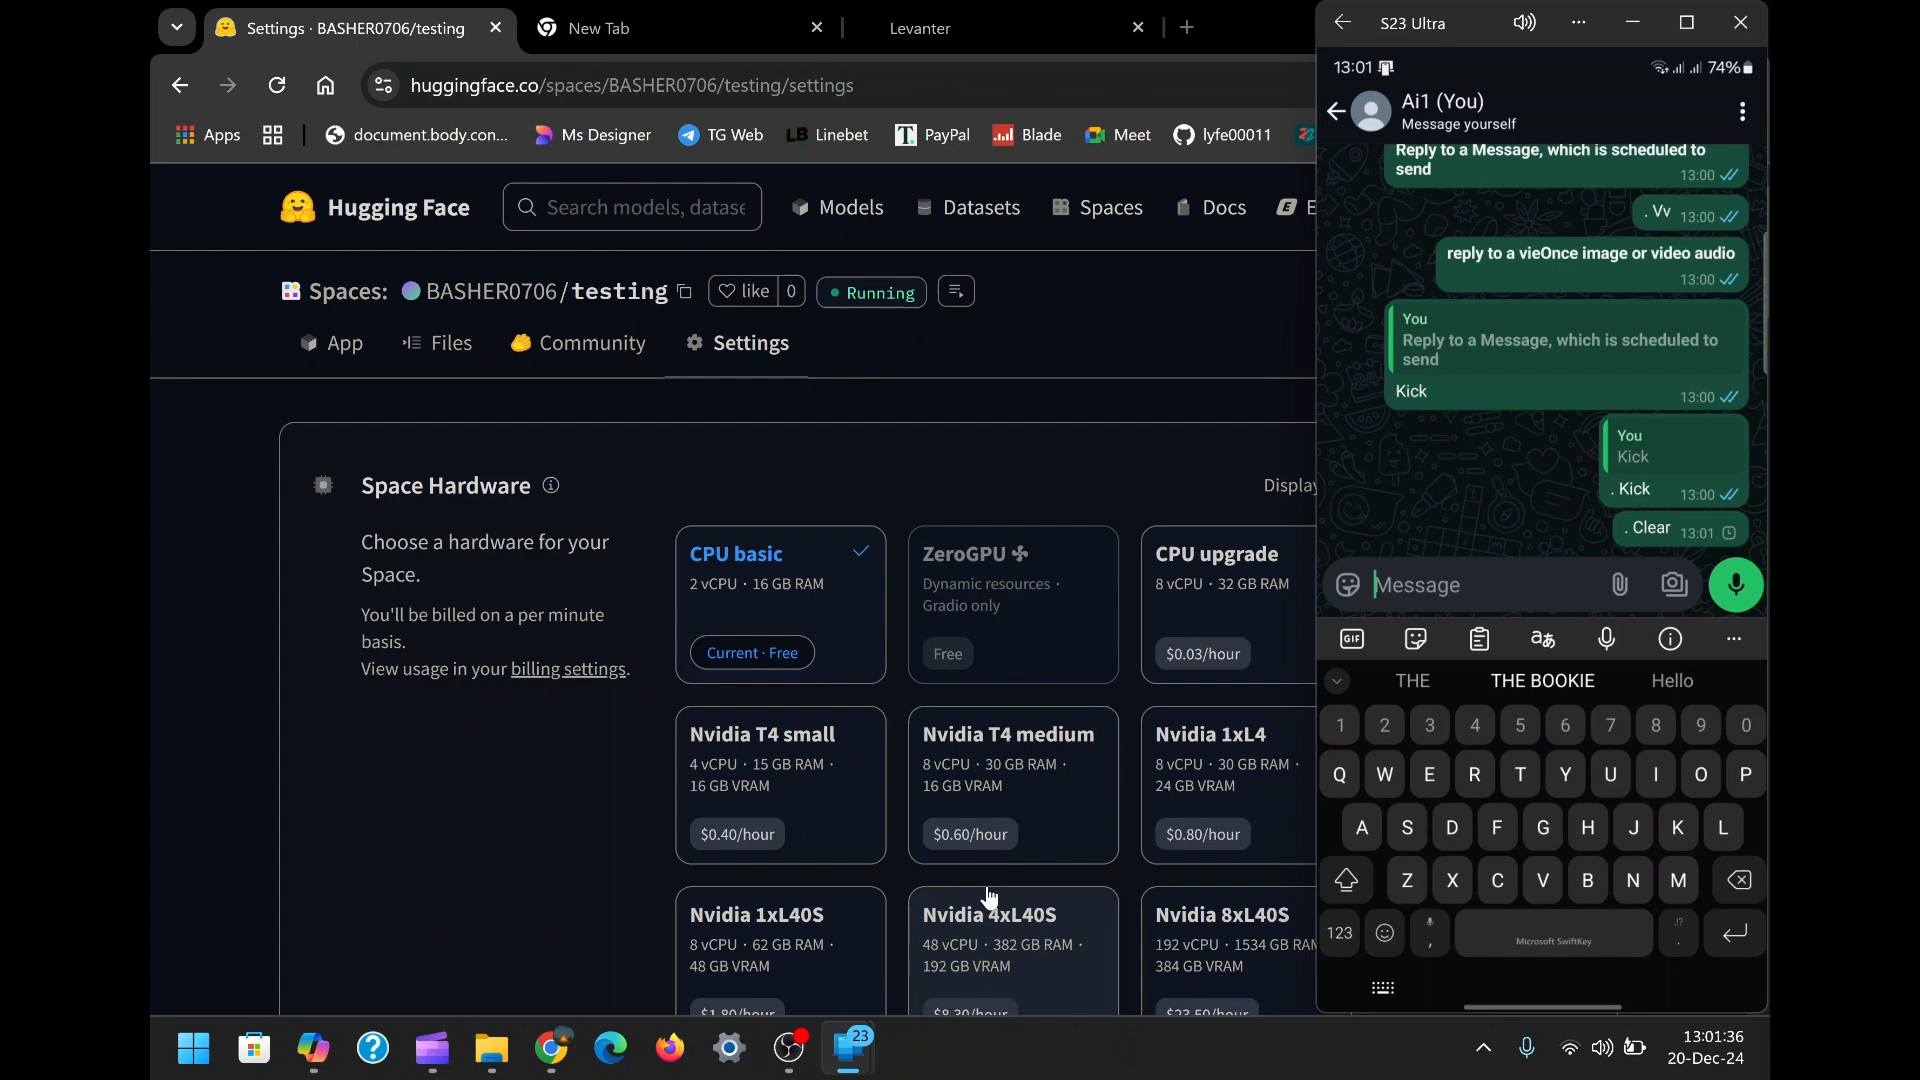 Settings · BASHER0706/testing
New Tab
Levanter
huggingface.co/spaces/BASHER0706/testing/settings
Apps
document.body.con...
Ms Designer
TG Web
LB Linebet
PayPal
Blade
Meet
lyfe00011
Hugging Face
Search models, datase
Models
Datasets
Spaces
Docs
E
Spaces:
BASHER0706/testing
like
0
Running
App
Files
Community
Settings
Space Hardware
Display
Choose a hardware for your
Space.
You'll be billed on a per minute
basis.
View usage in your billing settings.
CPU basic
2 vCPU · 16 GB RAM
Current · Free
ZeroGPU
Dynamic resources ·
Gradio only
Free
CPU upgrade
8 vCPU · 32 GB RAM
$0.03/hour
Nvidia T4 small
4 vCPU · 15 GB RAM ·
16 GB VRAM
$0.40/hour
Nvidia T4 medium
8 vCPU · 30 GB RAM ·
16 GB VRAM
$0.60/hour
Nvidia 1xL4
8 vCPU · 30 GB RAM ·
24 GB VRAM
$0.80/hour
Nvidia 1xL40S
8 vCPU · 62 GB RAM ·
48 GB VRAM
$1.80/hour
Nvidia 4xL40S
48 vCPU · 382 GB RAM ·
192 GB VRAM
$8.30/hour
Nvidia 8xL40S
192 vCPU · 1534 GB RAM
384 GB VRAM
$23.50/hour
S23 Ultra
13:01
74%
Ai1 (You)
Message yourself
Reply to a Message, which is scheduled to
send
13:00
. Vv 13:00
reply to a vieOnce image or video audio
13:00
You
Reply to a Message, which is scheduled to
send
Kick
13:00
You
Kick
. Kick 13:00
. Clear 13:01
Message
GIF
THE
THE BOOKIE
Hello
1 2 3 4 5 6 7 8 9 0
Q W E R T Y U I O P
A S D F G H J K L
Z X C V B N M
123 , Microsoft SwiftKey !? .
23
13:01:36
20-Dec-24